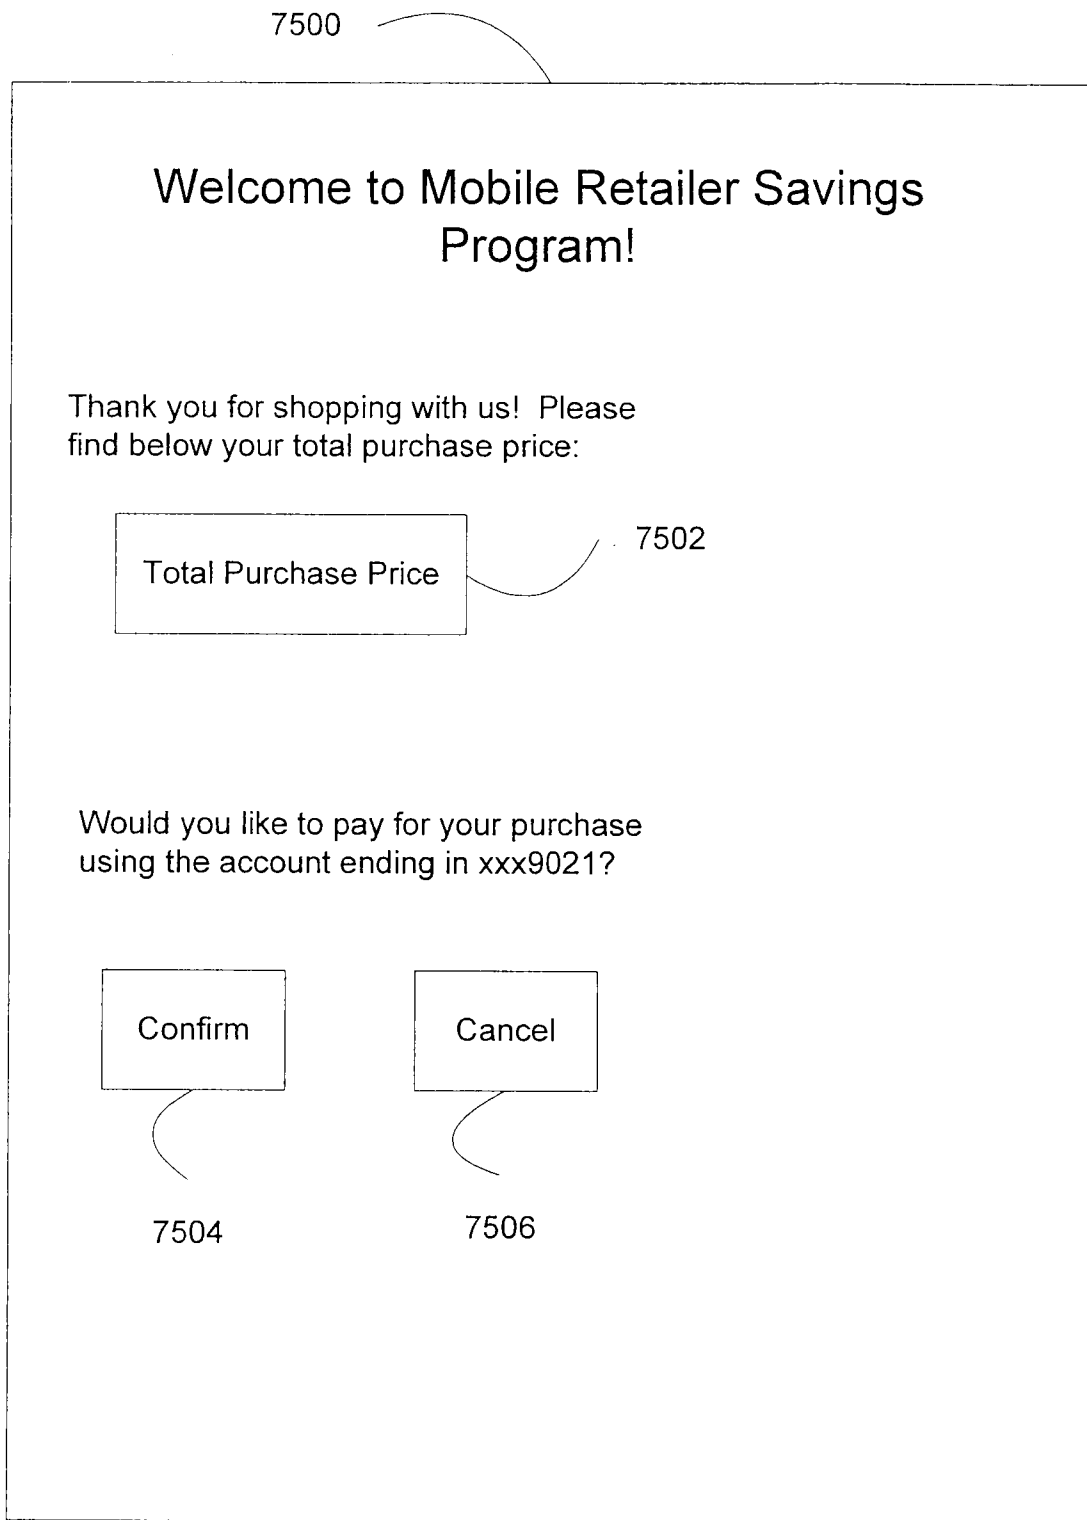 7500
Welcome to Mobile Retailer Savings
Program!
Thank you for shopping with us! Please
find below your total purchase price:
Total Purchase Price
7502
Would you like to pay for your purchase
using the account ending in xxx9021?
Confirm
Cancel
7504
7506